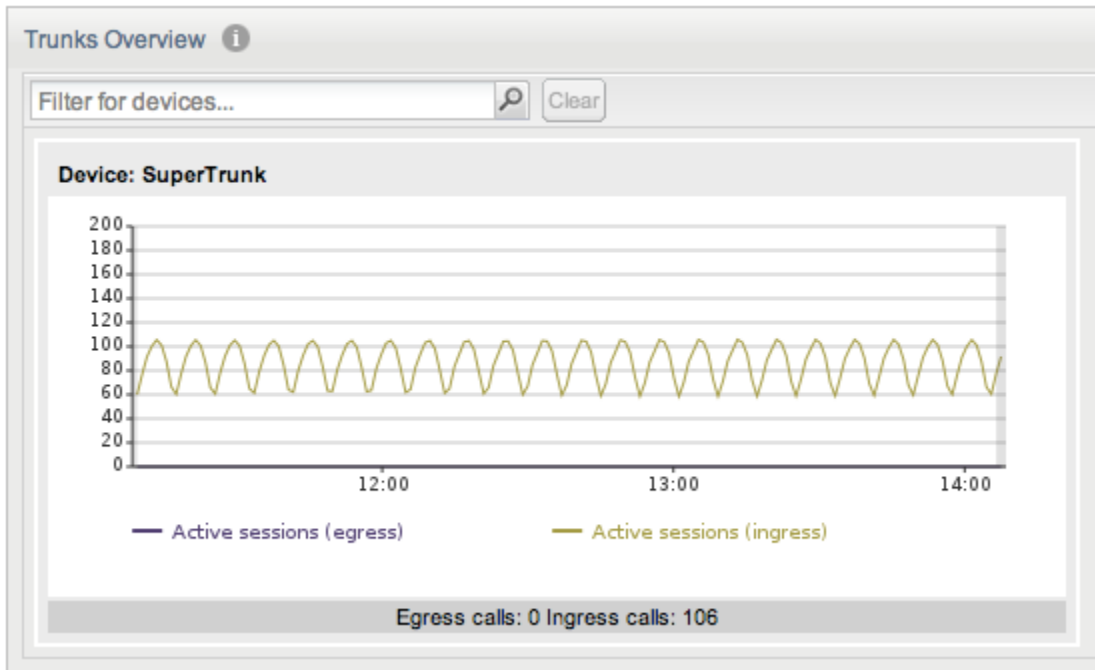 Trunks Overview i
Filter for devices... Clear
Device: SuperTrunk
200
180
160
140
120
100
80
60
40
20
0
12:00 13:00 14:00
Active sessions (egress) Active sessions (ingress)
Egress calls: 0 Ingress calls: 106